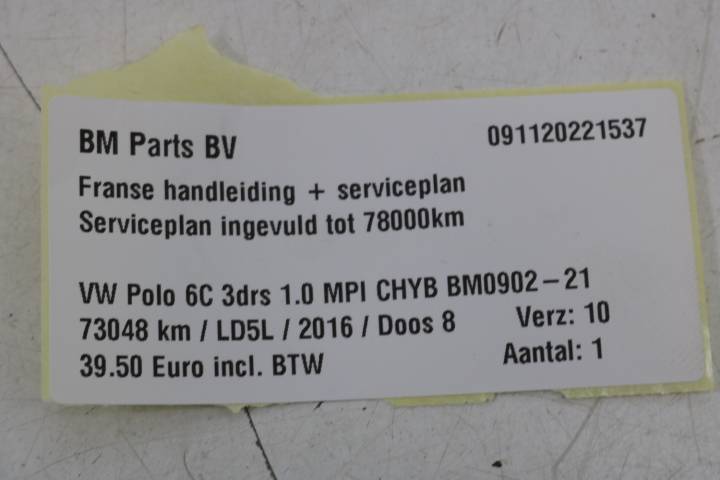 BM Parts BV 091120221537
Franse handleiding + serviceplan
Serviceplan ingevuld tot 78000km
VW Polo 6C 3drs 1.0 MPI CHYB BM0902-21
73048 km / LD5L / 2016 / Doos 8 Verz: 10
39.50 Euro incl. BTW Aantal: 1